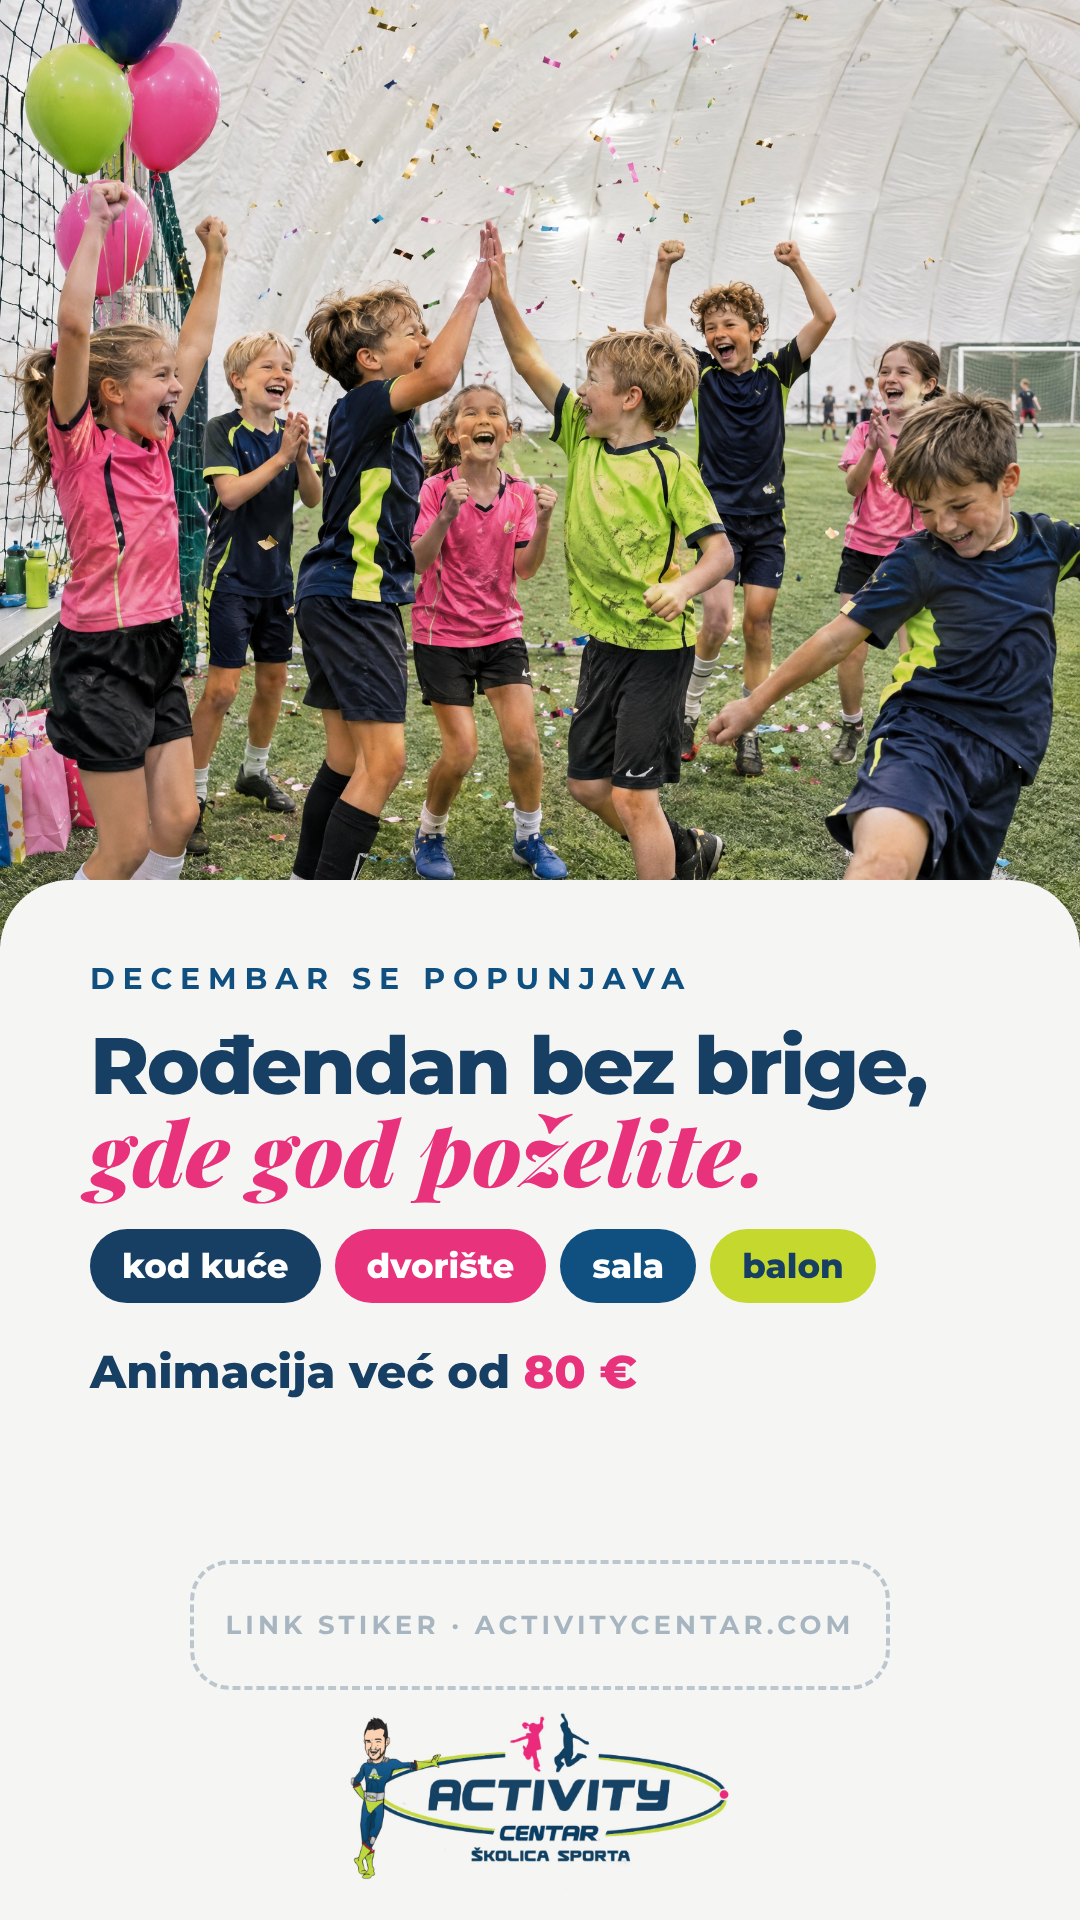 DECEMBAR SE POPUNJAVA
Rođendan bez brige,
gde god poželite.
kod kuće dvorište sala balon
Animacija već od 80 €
LINK STIKER · ACTIVITYCENTAR.COM
ACTIVITY
CENTAR
ŠKOLICA SPORTA